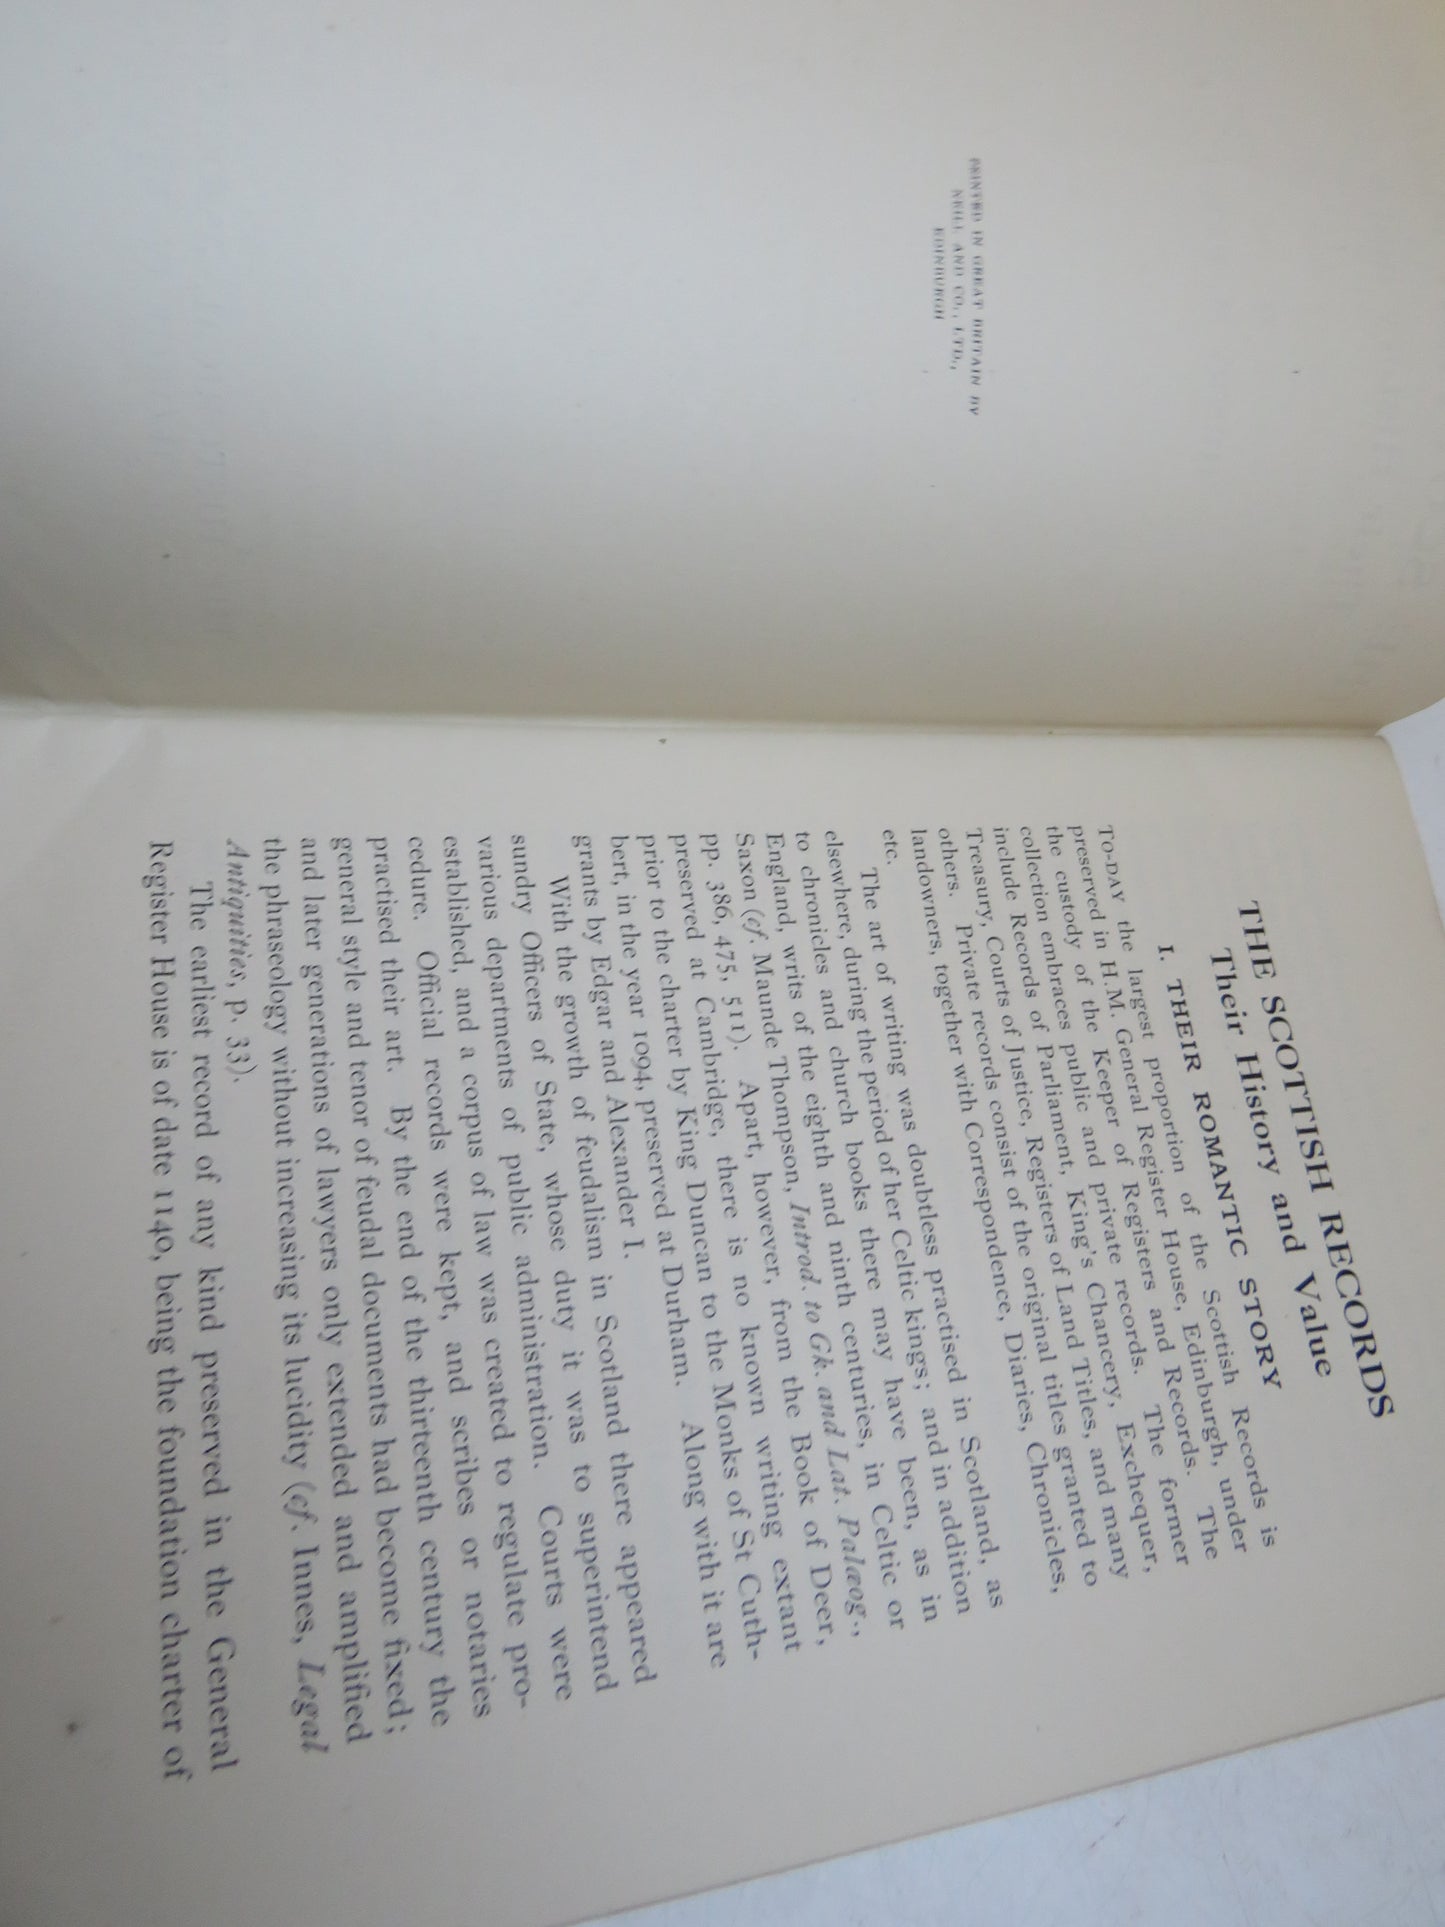 PRINTED IN GREAT BRITAIN BY
NEILL AND CO., LTD.,
EDINBURGH
THE SCOTTISH RECORDS
Their History and Value
I. THEIR ROMANTIC STORY
TO-DAY the largest proportion of the Scottish Records is
preserved in H.M. General Register House, Edinburgh, under
the custody of the Keeper of Registers and Records. The
collection embraces public and private records. The former
include Records of Parliament, King's Chancery, Exchequer,
Treasury, Courts of Justice, Registers of Land Titles, and many
others. Private records consist of the original titles granted to
landowners, together with Correspondence, Diaries, Chronicles,
etc.
The art of writing was doubtless practised in Scotland, as
elsewhere, during the period of her Celtic kings; and in addition
to chronicles and church books there may have been, as in
England, writs of the eighth and ninth centuries, in Celtic or
Saxon (cf. Maunde Thompson, Introd. to Gk. and Lat. Palæog.,
pp. 386, 475, 511). Apart, however, from the Book of Deer,
preserved at Cambridge, there is no known writing extant
prior to the charter by King Duncan to the Monks of St Cuth-
bert, in the year 1094, preserved at Durham. Along with it are
grants by Edgar and Alexander I.
With the growth of feudalism in Scotland there appeared
sundry Officers of State, whose duty it was to superintend
various departments of public administration. Courts were
established, and a corpus of law was created to regulate pro-
cedure. Official records were kept, and scribes or notaries
practised their art. By the end of the thirteenth century the
general style and tenor of feudal documents had become fixed;
and later generations of lawyers only extended and amplified
the phraseology without increasing its lucidity (cf. Innes, Legal
Antiquities, p. 33).
The earliest record of any kind preserved in the General
Register House is of date 1140, being the foundation charter of